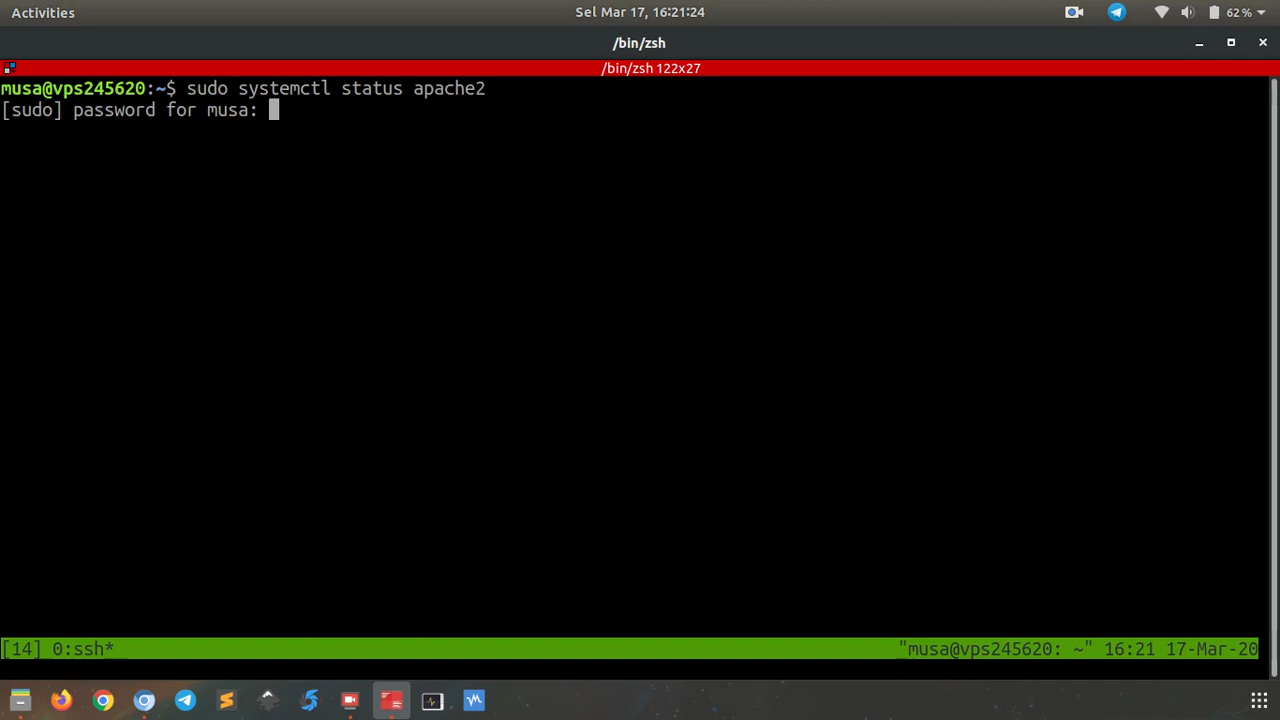 Activities
Sel Mar 17, 16:21:24
62 %
/bin/zsh
/bin/zsh 122x27
musa@vps245620:~$ sudo systemctl status apache2
[sudo] password for musa:
[14] 0:ssh*
"musa@vps245620: ~" 16:21 17-Mar-20